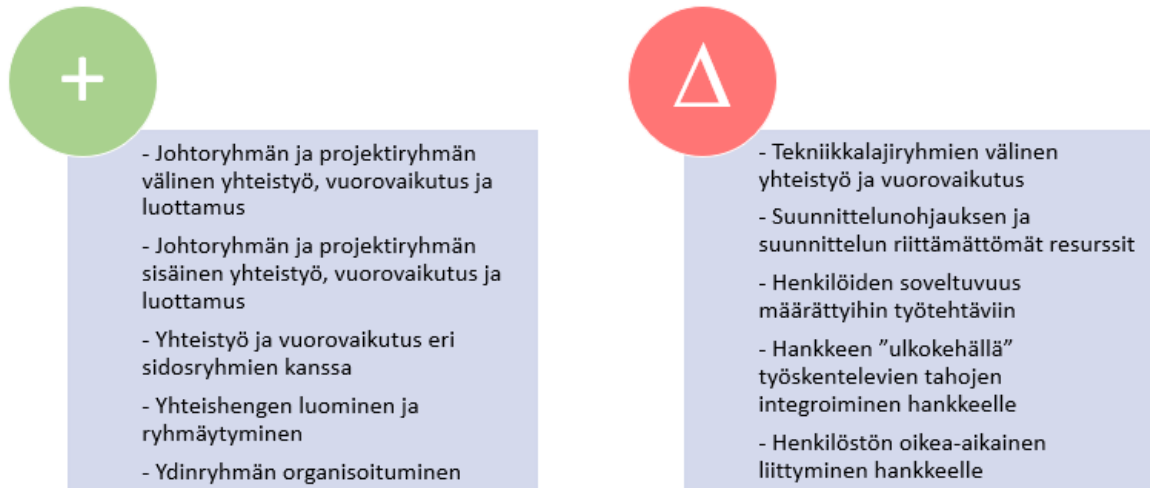 +
- Johtoryhmän ja projektiryhmän
välinen yhteistyö, vuorovaikutus ja
luottamus
- Johtoryhmän ja projektiryhmän
sisäinen yhteistyö, vuorovaikutus ja
luottamus
- Yhteistyö ja vuorovaikutus eri
sidosryhmien kanssa
- Yhteishengen luominen ja
ryhmäytyminen
- Ydinryhmän organisoituminen
Δ
- Tekniikkalajiryhmien välinen
yhteistyö ja vuorovaikutus
- Suunnittelunohjauksen ja
suunnittelun riittämättömät resurssit
- Henkilöiden soveltuvuus
määrättyihin työtehtäviin
- Hankkeen ”ulkokehällä”
työskentelevien tahojen
integroiminen hankkeelle
- Henkilöstön oikea-aikainen
liittyminen hankkeelle